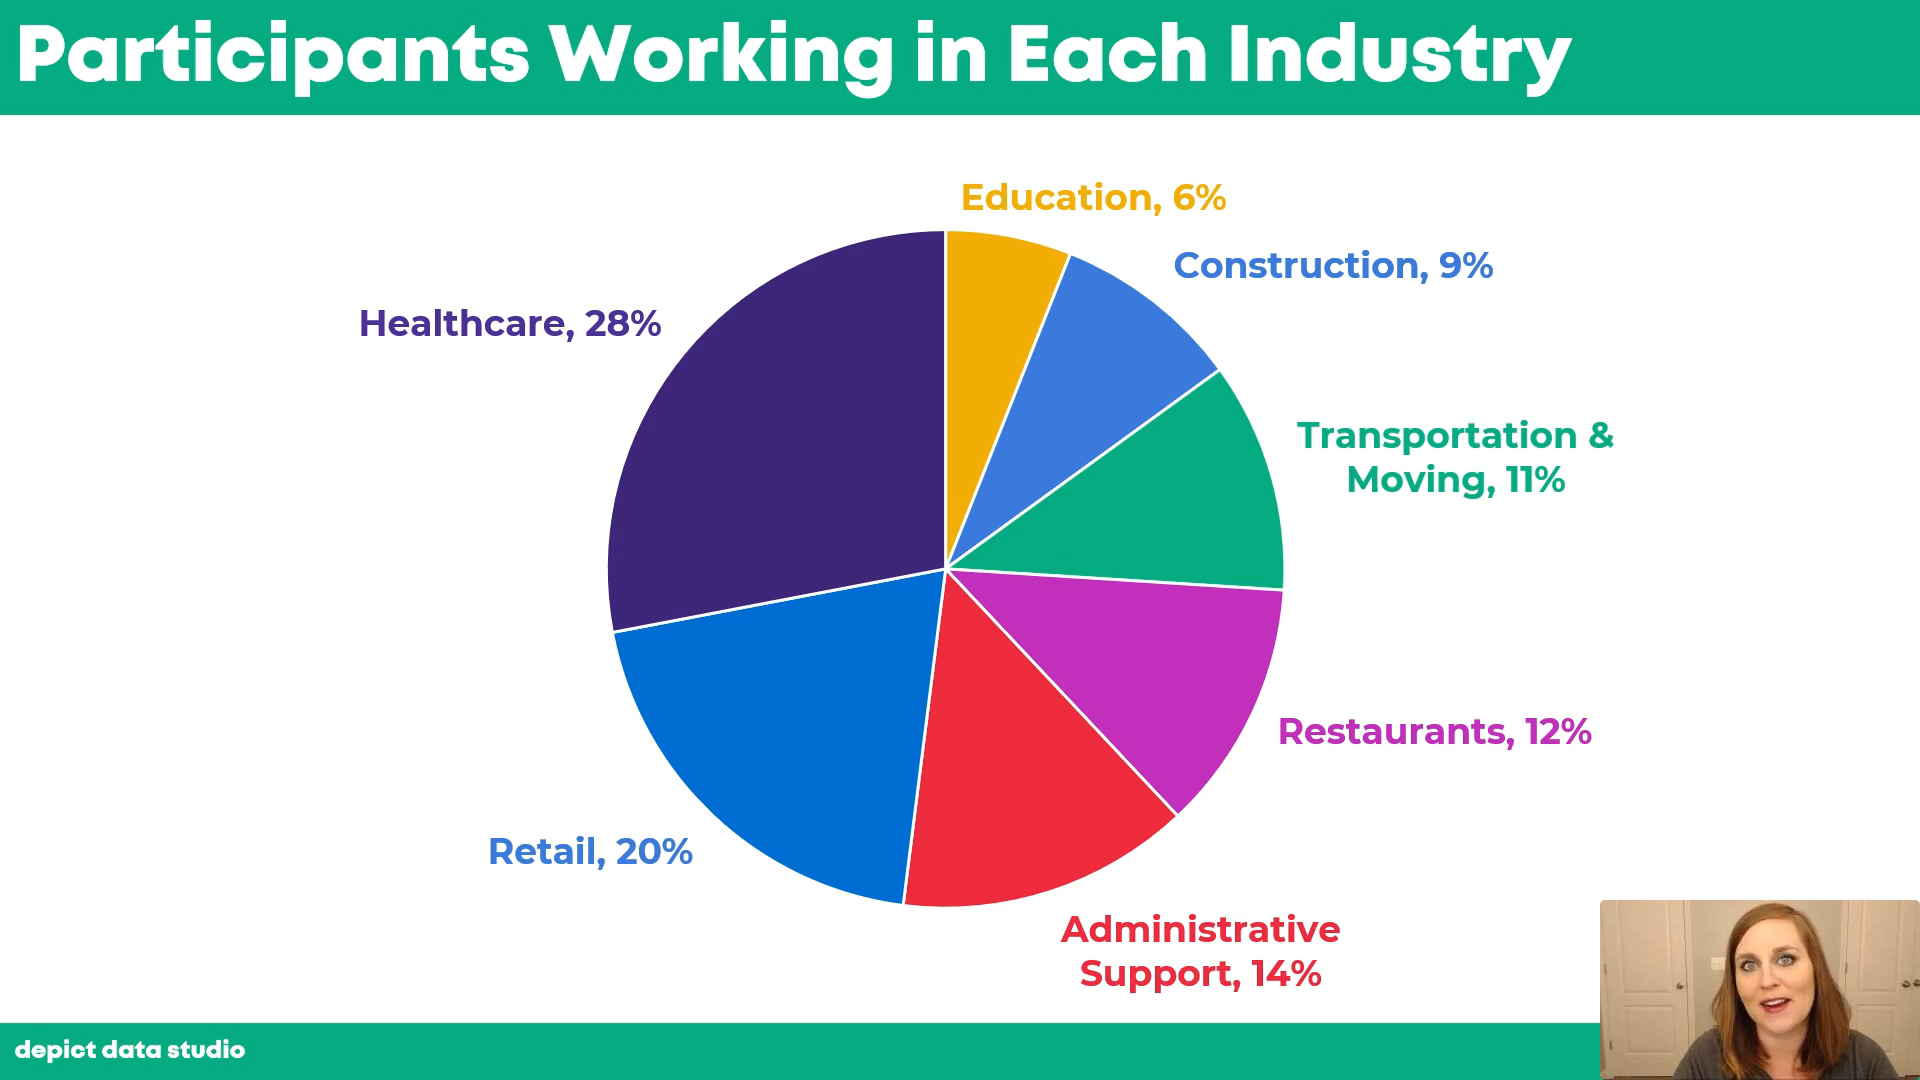 Participants Working in Each Industry
Education, 6%
Construction, 9%
Healthcare, 28%
Transportation &
Moving, 11%
Restaurants, 12%
Retail, 20%
Administrative
Support, 14%
depict data studio